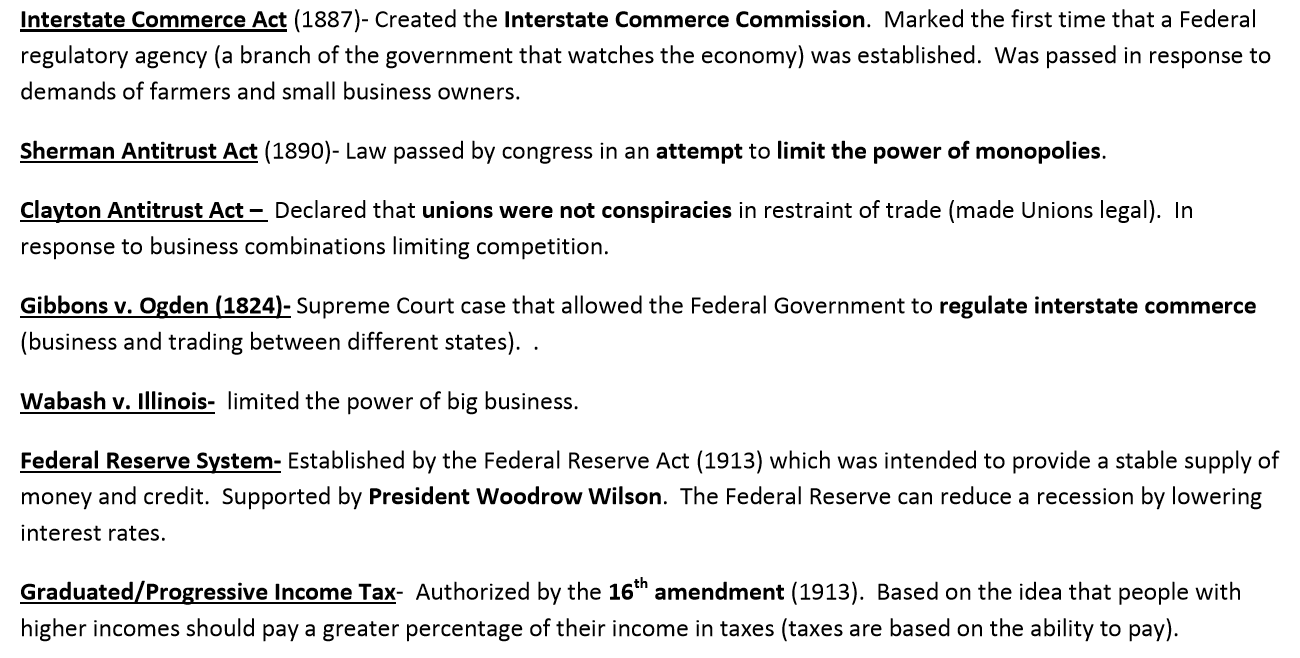 Interstate Commerce Act (1887)- Created the Interstate Commerce Commission.  Marked the first time that a Federal
regulatory agency (a branch of the government that watches the economy) was established.  Was passed in response to
demands of farmers and small business owners.
Sherman Antitrust Act (1890)- Law passed by congress in an attempt to limit the power of monopolies.
Clayton Antitrust Act –  Declared that unions were not conspiracies in restraint of trade (made Unions legal).  In
response to business combinations limiting competition.
Gibbons v. Ogden (1824)- Supreme Court case that allowed the Federal Government to regulate interstate commerce
(business and trading between different states).  .
Wabash v. Illinois-  limited the power of big business.
Federal Reserve System- Established by the Federal Reserve Act (1913) which was intended to provide a stable supply of
money and credit.  Supported by President Woodrow Wilson.  The Federal Reserve can reduce a recession by lowering
interest rates.
Graduated/Progressive Income Tax-  Authorized by the 16th amendment (1913).  Based on the idea that people with
higher incomes should pay a greater percentage of their income in taxes (taxes are based on the ability to pay).